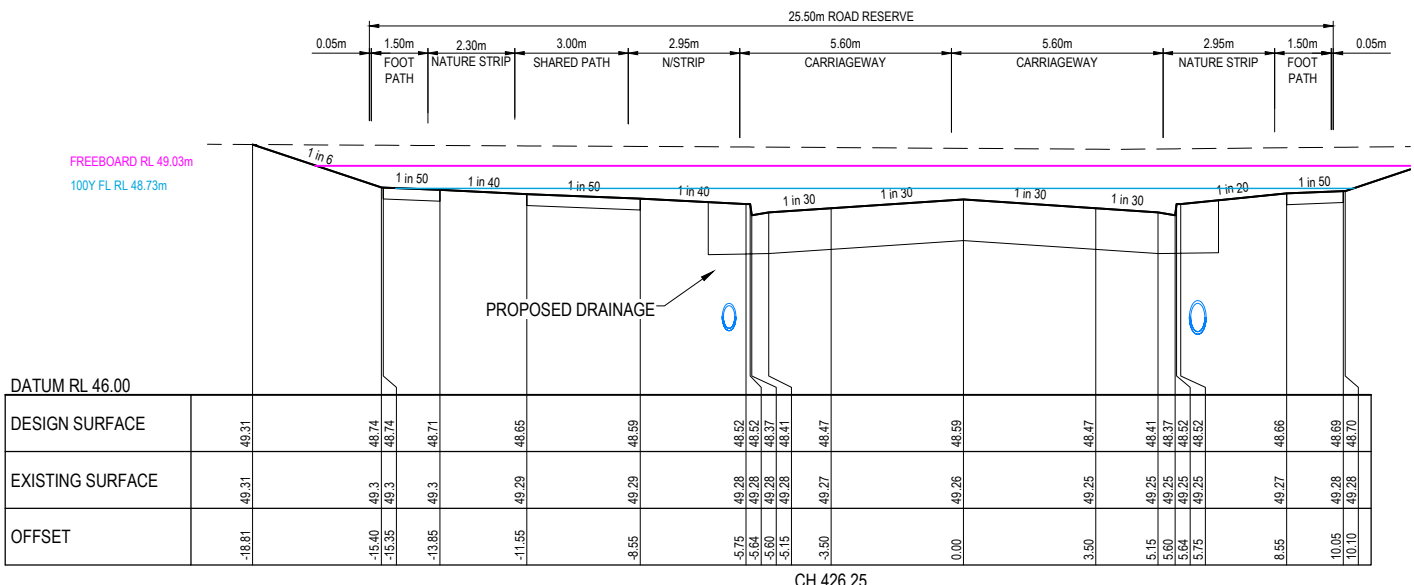 25.50m ROAD RESERVE
0.05m 1.50m 2.30m 3.00m 2.95m 5.60m 5.60m 2.95m 1.50m 0.05m
FOOT PATH NATURE STRIP SHARED PATH N/STRIP CARRIAGEWAY CARRIAGEWAY NATURE STRIP FOOT PATH
FREEBOARD RL 49.03m
1 in 6
100Y FL RL 48.73m
1 in 50 1 in 40 1 in 50 1 in 40 1 in 30 1 in 30 1 in 30 1 in 30 1 in 20 1 in 50
PROPOSED DRAINAGE
DATUM RL 46.00
DESIGN SURFACE 49.31 48.74 48.74 48.71 48.65 48.59 48.52 48.52 48.37 48.41 48.47 48.59 48.47 48.41 48.37 48.52 48.52 48.66 48.69 48.70
EXISTING SURFACE 49.31 49.3 49.3 49.3 49.29 49.29 49.28 49.28 49.28 49.28 49.27 49.26 49.25 49.25 49.25 49.25 49.25 49.27 49.28 49.28
OFFSET -18.81 -15.40 -15.35 -13.85 -11.55 -8.55 -5.75 -5.64 -5.60 -5.15 -3.50 0.00 3.50 5.15 5.60 5.64 5.75 8.55 10.05 10.10
CH 426.25